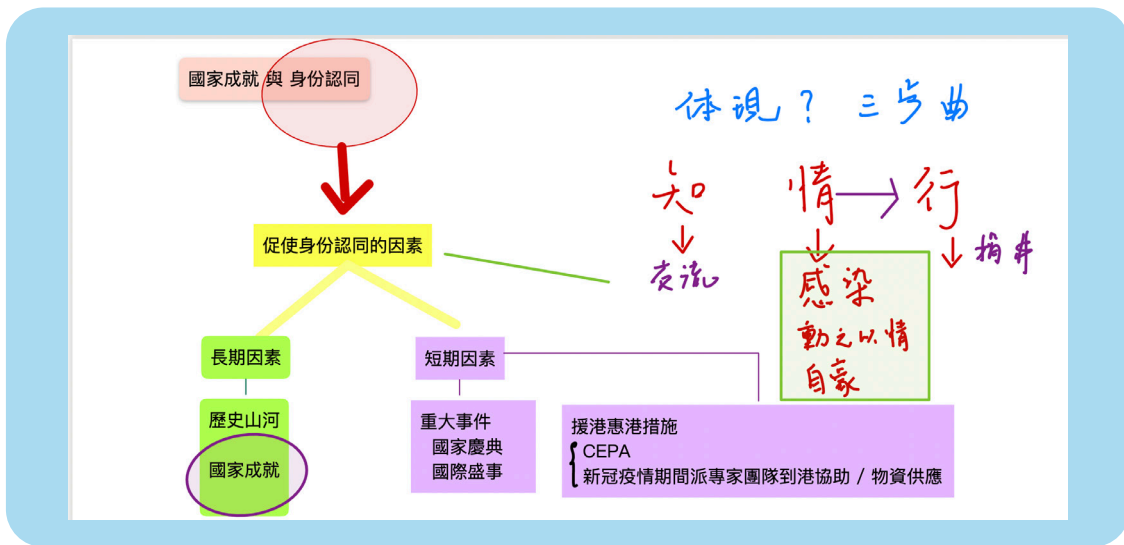 國家成就 與 身份認同
体現？ 三步曲
知 情 行
交流
捐井
感染
動之以情
自豪
促使身份認同的因素
長期因素
短期因素
歷史山河
國家成就
重大事件
國家慶典
國際盛事
援港惠港措施
CEPA
新冠疫情期間派專家團隊到港協助 / 物資供應